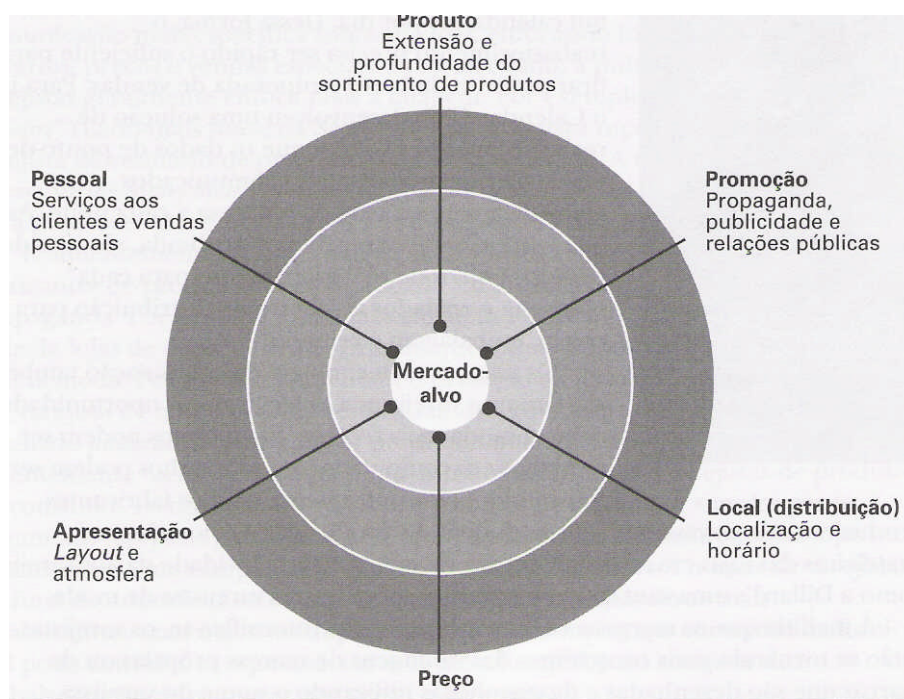 Produto
Extensão e
profundidade do
sortimento de produtos
Pessoal
Serviços aos
clientes e vendas
pessoais
Promoção
Propaganda,
publicidade e
relações públicas
Mercado-
alvo
Apresentação
Layout e
atmosfera
Local (distribuição)
Localização e
horário
Preço